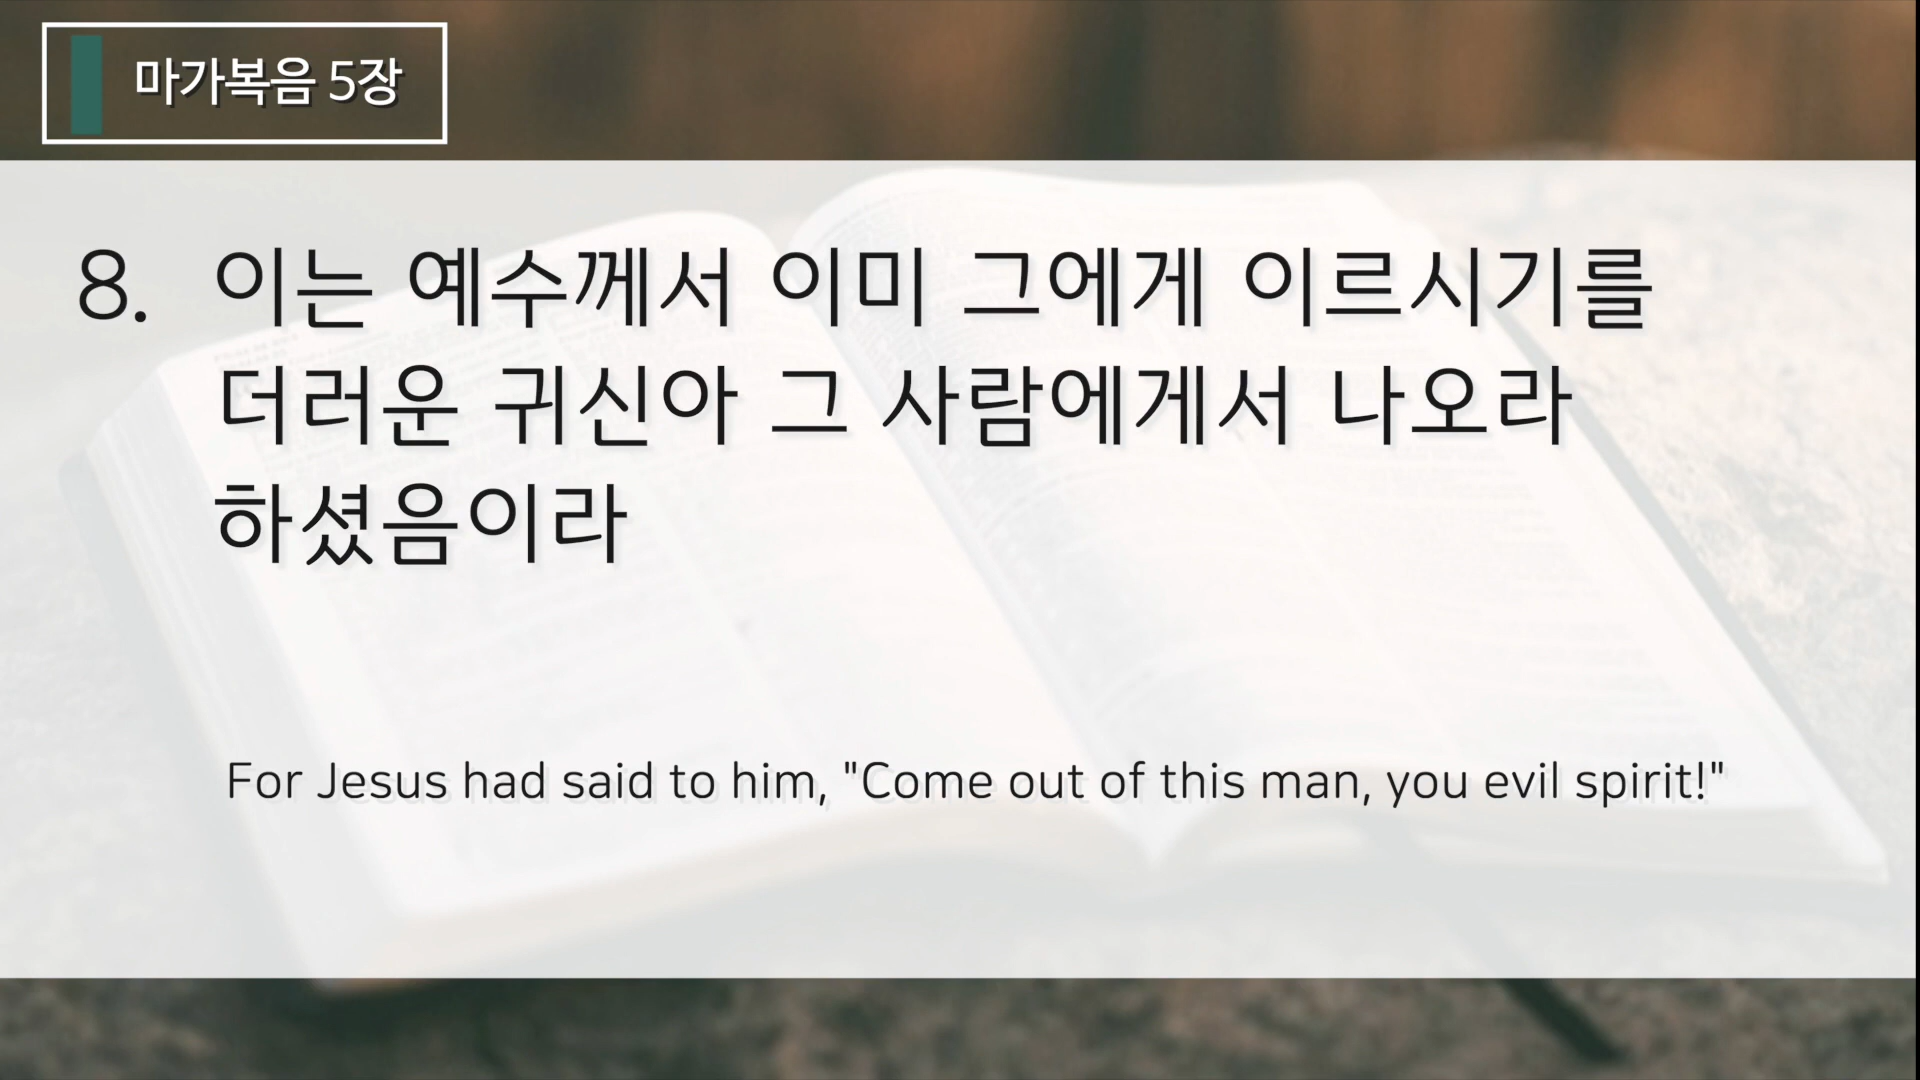 마가복음 5장
8. 이는 예수께서 이미 그에게 이르시기를
더러운 귀신아 그 사람에게서 나오라
하셨음이라
For Jesus had said to him, "Come out of this man, you evil spirit!"